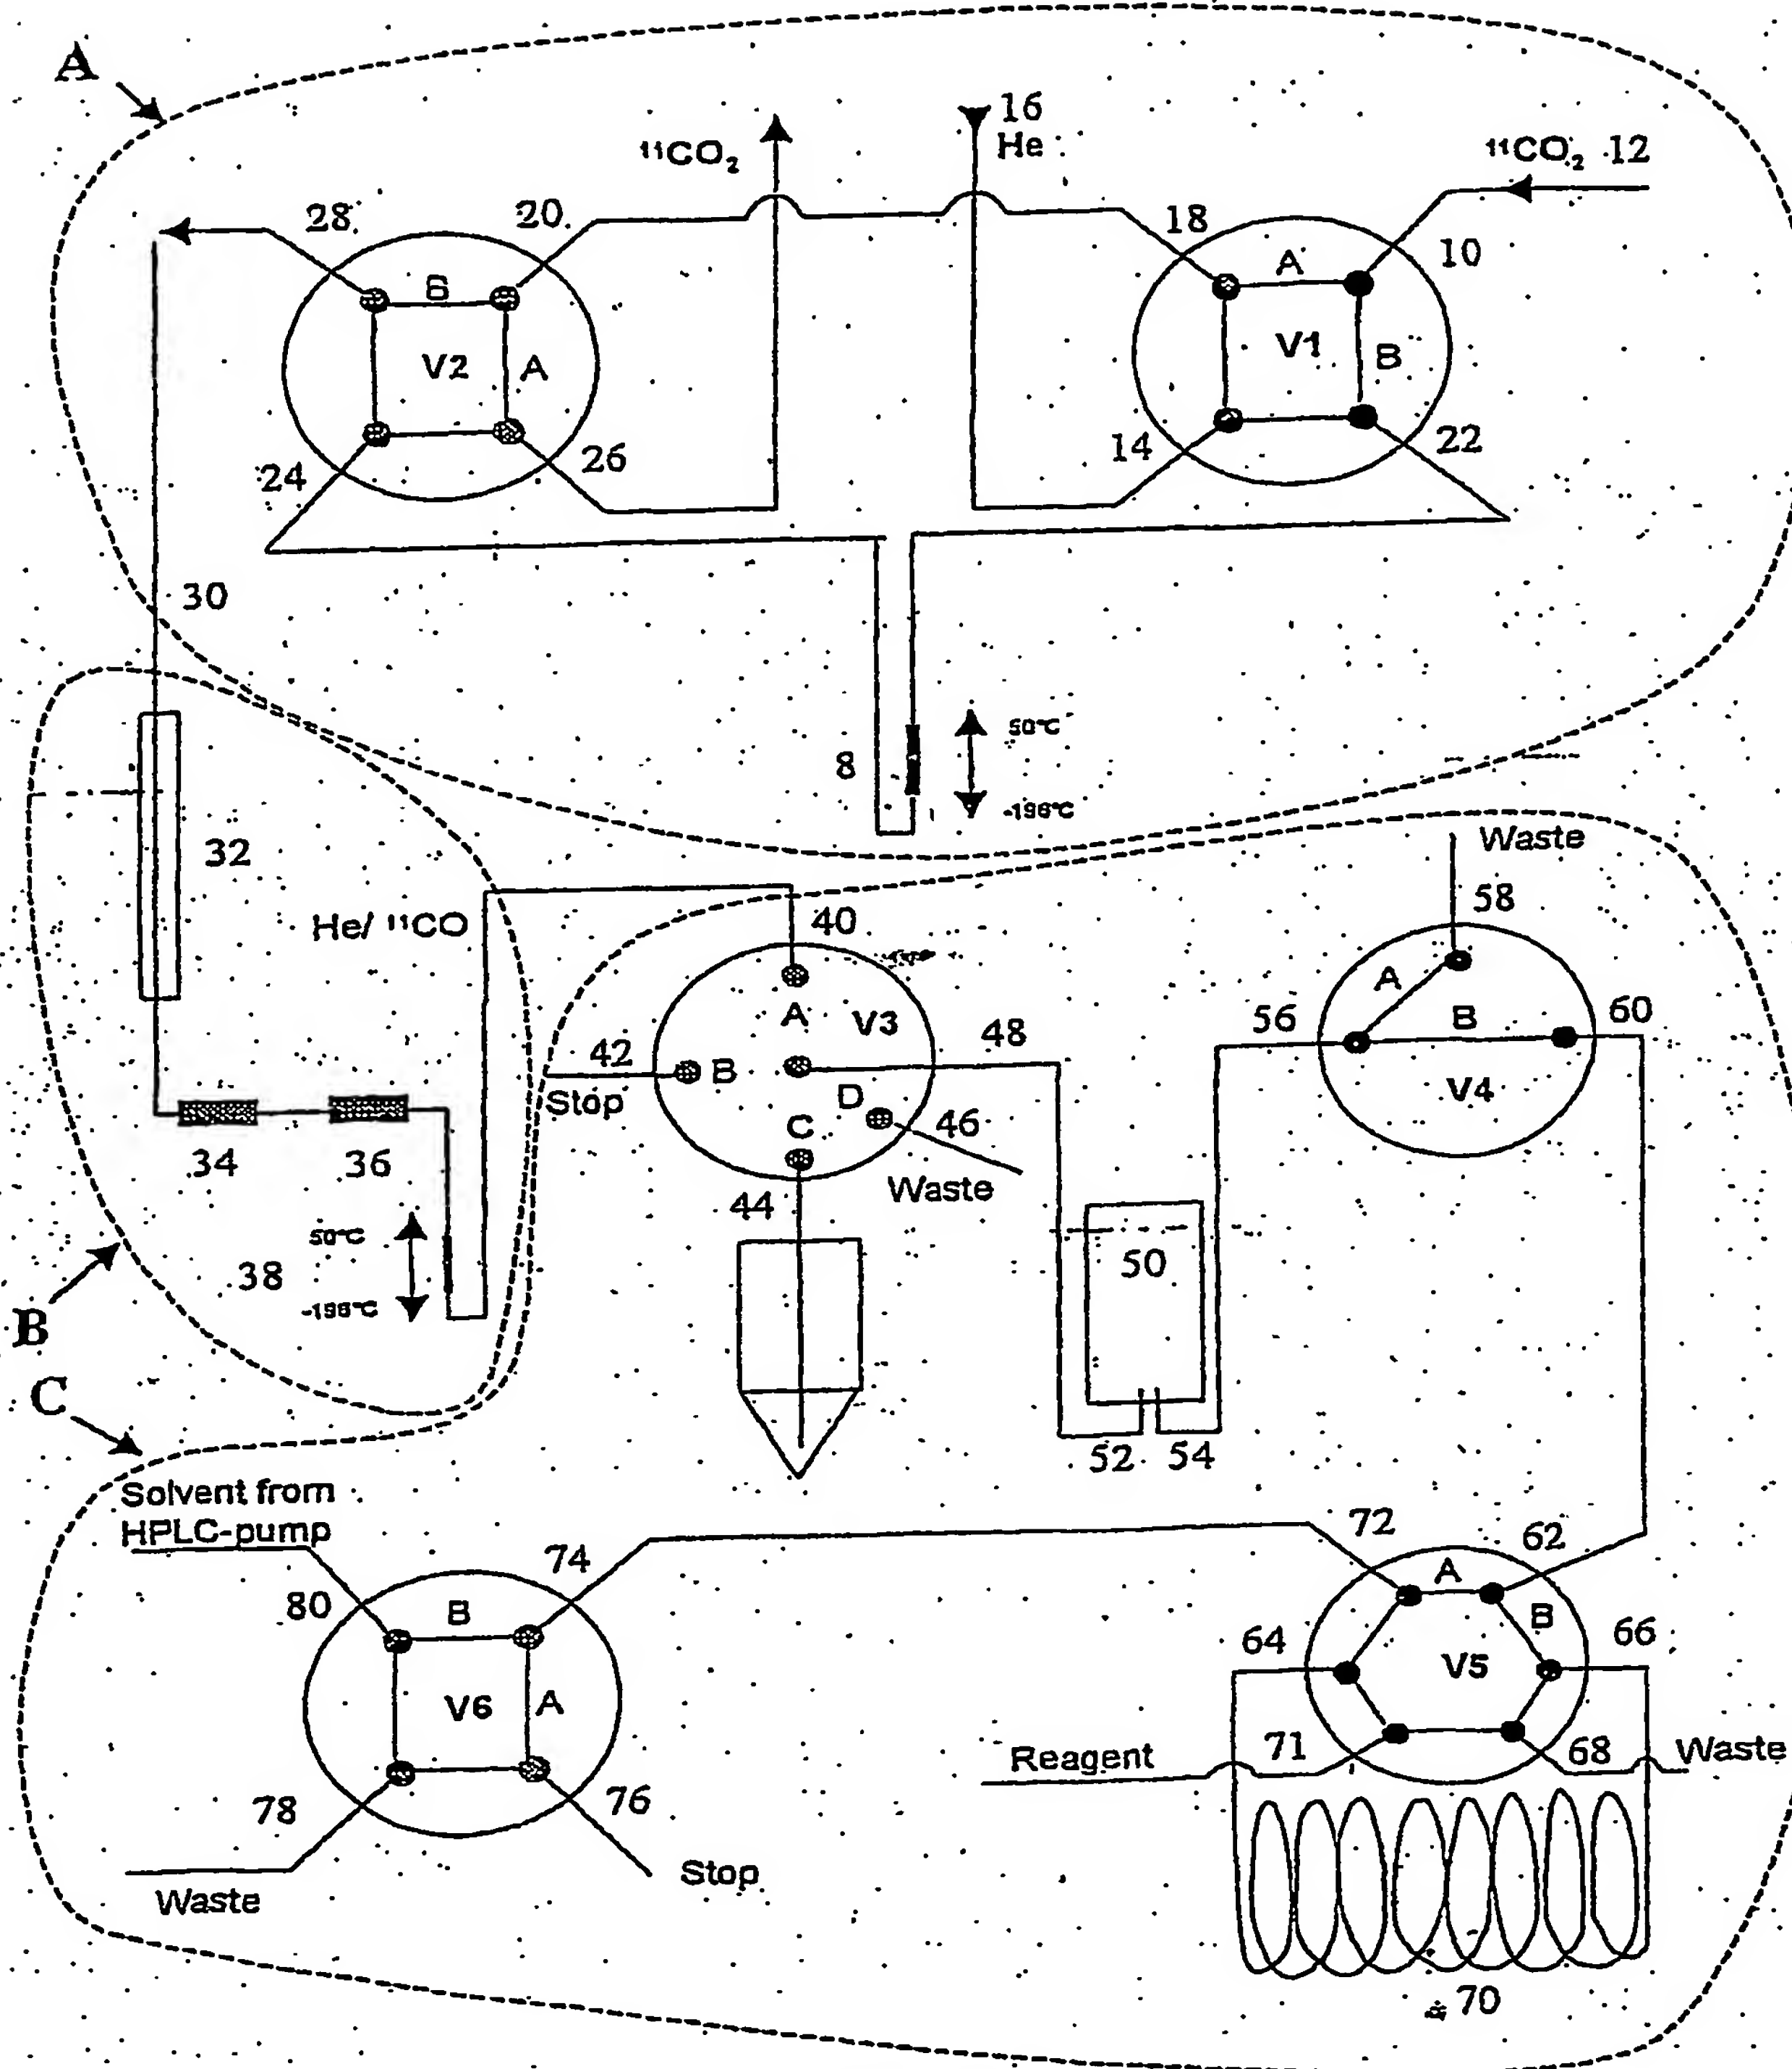 A
16
He
¹¹CO₂
¹¹CO₂ 12
28
20
18
10
B
V2
A
A
V1
B
24
26
14
22
30
8
50°C
-196°C
32
He/ ¹¹CO
34
36
38
50°C
-196°C
B
C
40
A
V3
42
B
48
Stop
D
C
46
44
Waste
50
52
54
Waste
58
A
56
B
60
V4
Solvent from
HPLC-pump
80
74
B
V6
A
78
76
Waste
Stop
72
62
A
B
64
66
V5
Reagent
71
68
Waste
70